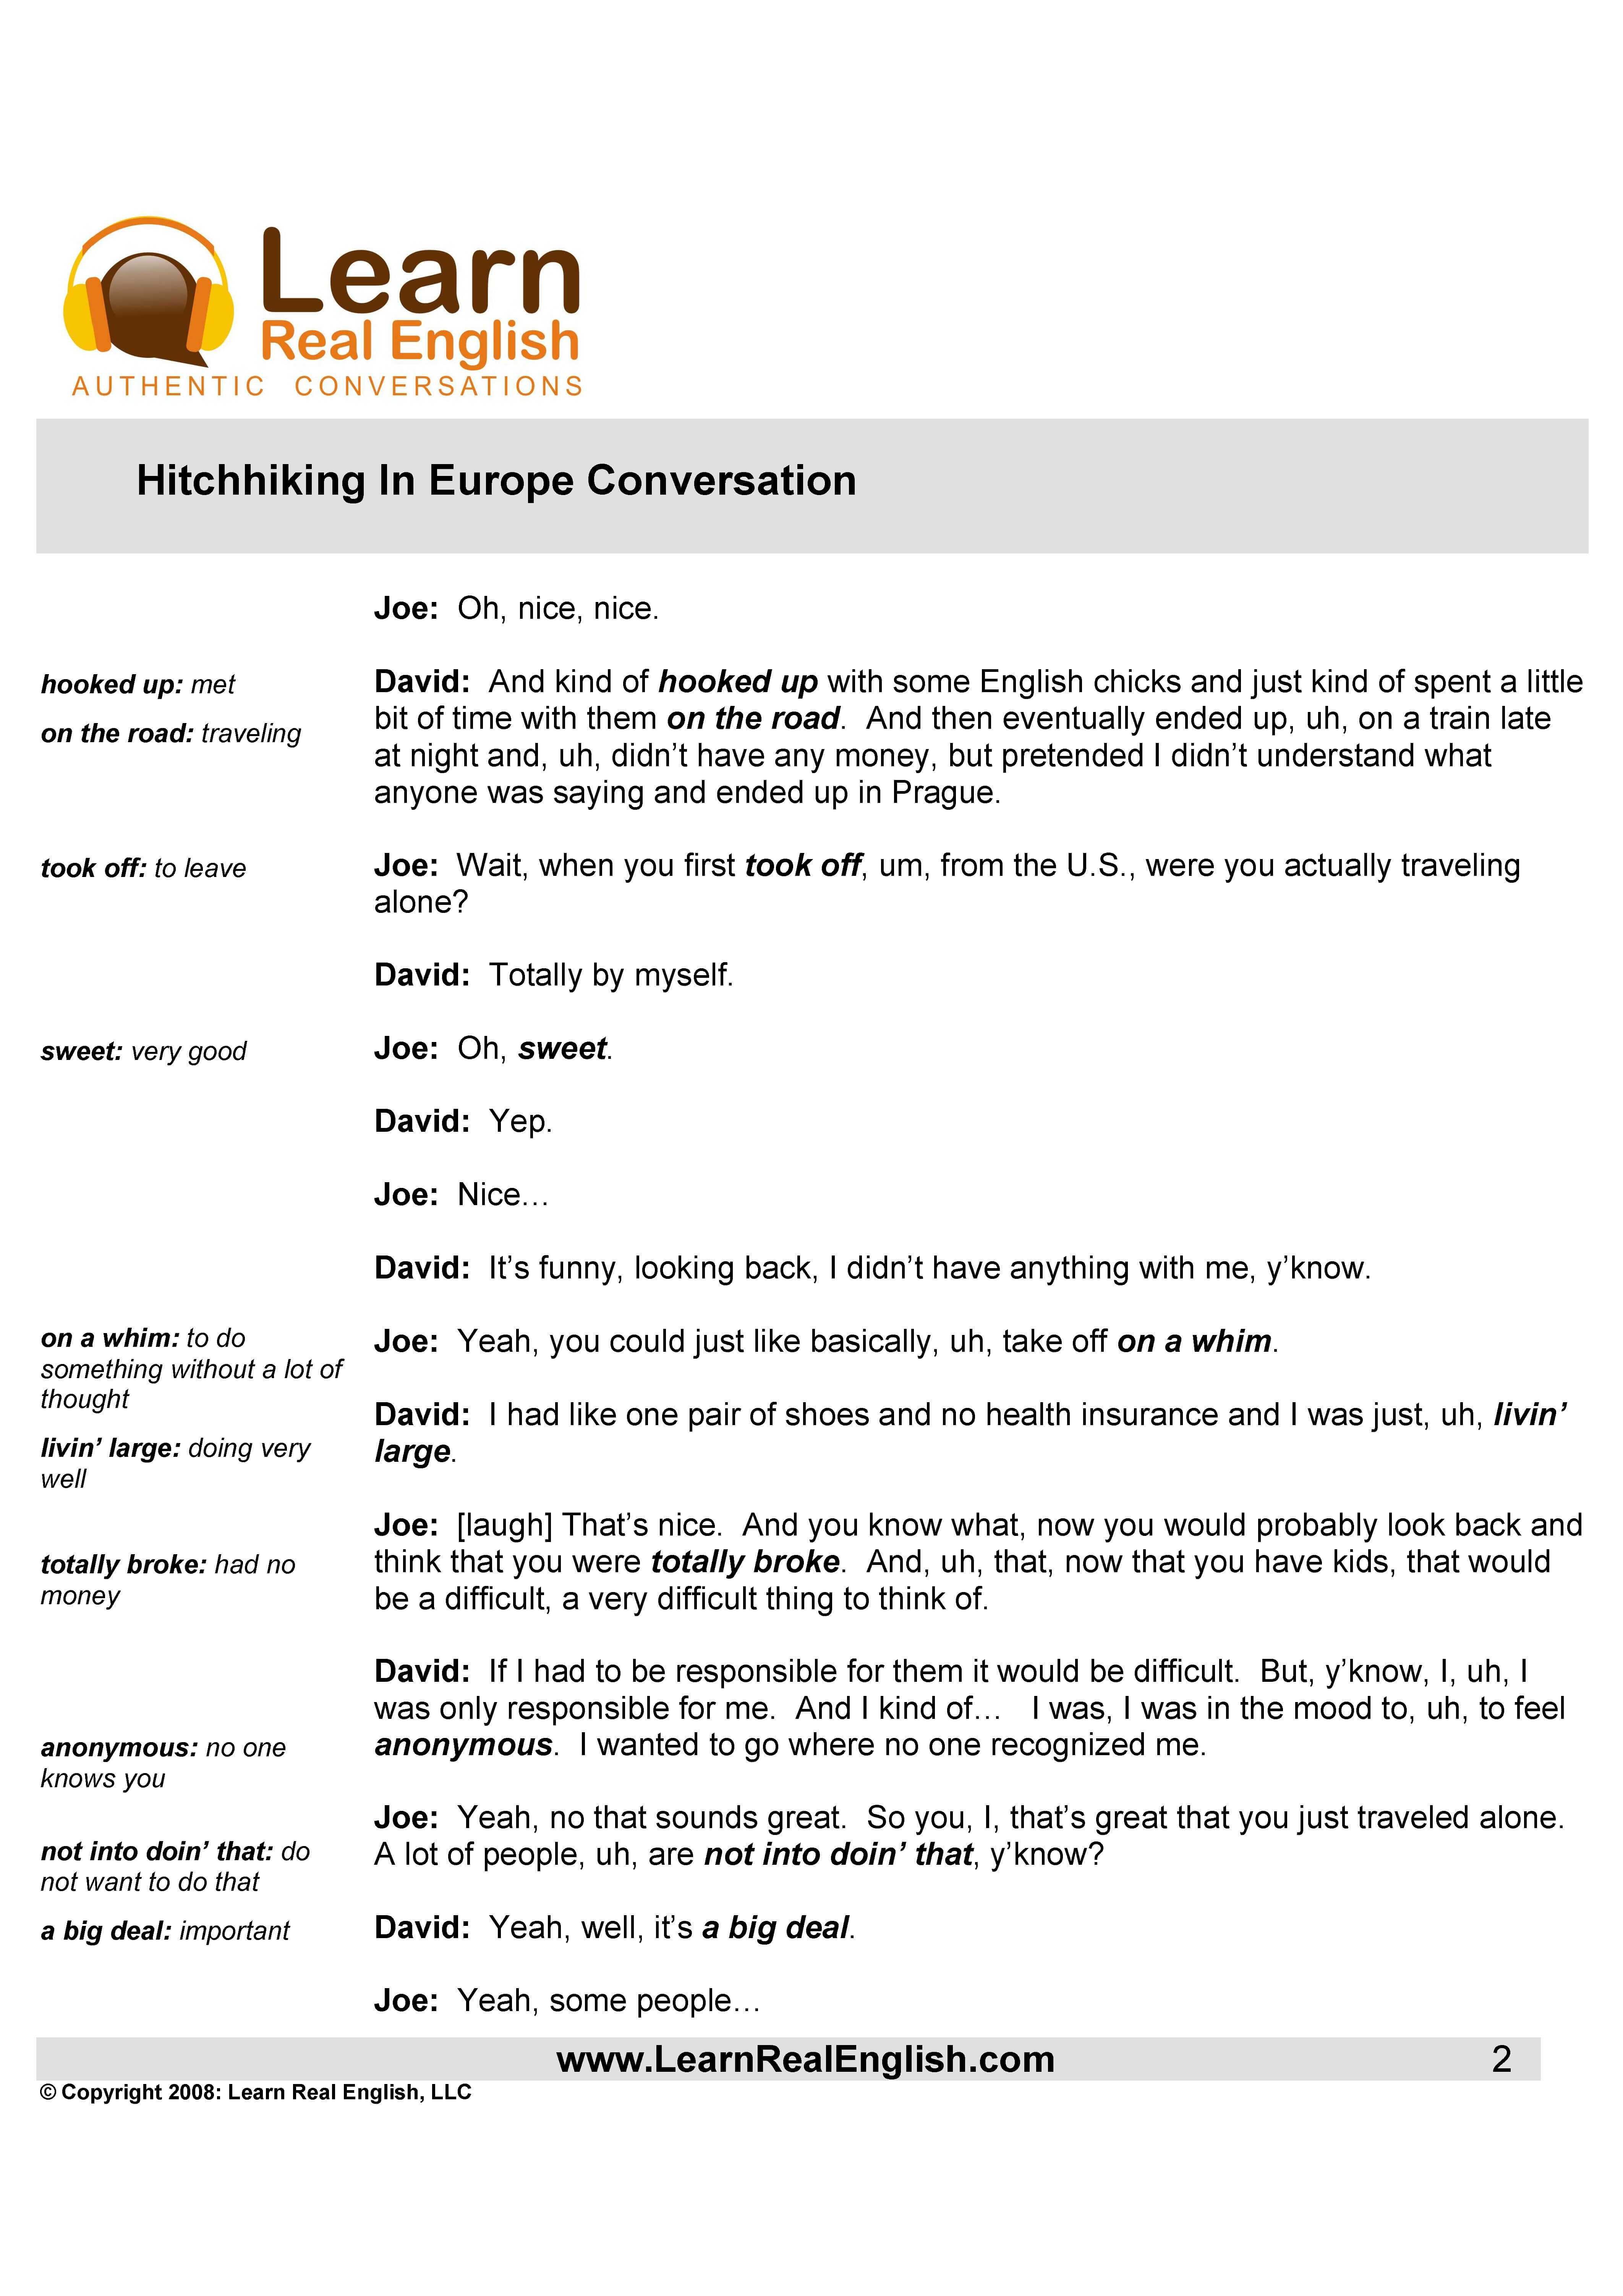 Learn
Real English
AUTHENTIC CONVERSATIONS
Hitchhiking In Europe Conversation
Joe: Oh, nice, nice.
hooked up: met
on the road: traveling
David: And kind of hooked up with some English chicks and just kind of spent a little
bit of time with them on the road. And then eventually ended up, uh, on a train late
at night and, uh, didn’t have any money, but pretended I didn’t understand what
anyone was saying and ended up in Prague.
took off: to leave
Joe: Wait, when you first took off, um, from the U.S., were you actually traveling
alone?
David: Totally by myself.
sweet: very good
Joe: Oh, sweet.
David: Yep.
Joe: Nice…
David: It’s funny, looking back, I didn’t have anything with me, y’know.
on a whim: to do
something without a lot of
thought
Joe: Yeah, you could just like basically, uh, take off on a whim.
livin’ large: doing very
well
David: I had like one pair of shoes and no health insurance and I was just, uh, livin’
large.
totally broke: had no
money
Joe: [laugh] That’s nice. And you know what, now you would probably look back and
think that you were totally broke. And, uh, that, now that you have kids, that would
be a difficult, a very difficult thing to think of.
David: If I had to be responsible for them it would be difficult. But, y’know, I, uh, I
was only responsible for me. And I kind of… I was, I was in the mood to, uh, to feel
anonymous. I wanted to go where no one recognized me.
anonymous: no one
knows you
Joe: Yeah, no that sounds great. So you, I, that’s great that you just traveled alone.
A lot of people, uh, are not into doin’ that, y’know?
not into doin’ that: do
not want to do that
a big deal: important
David: Yeah, well, it’s a big deal.
Joe: Yeah, some people…
www.LearnRealEnglish.com 2
© Copyright 2008: Learn Real English, LLC